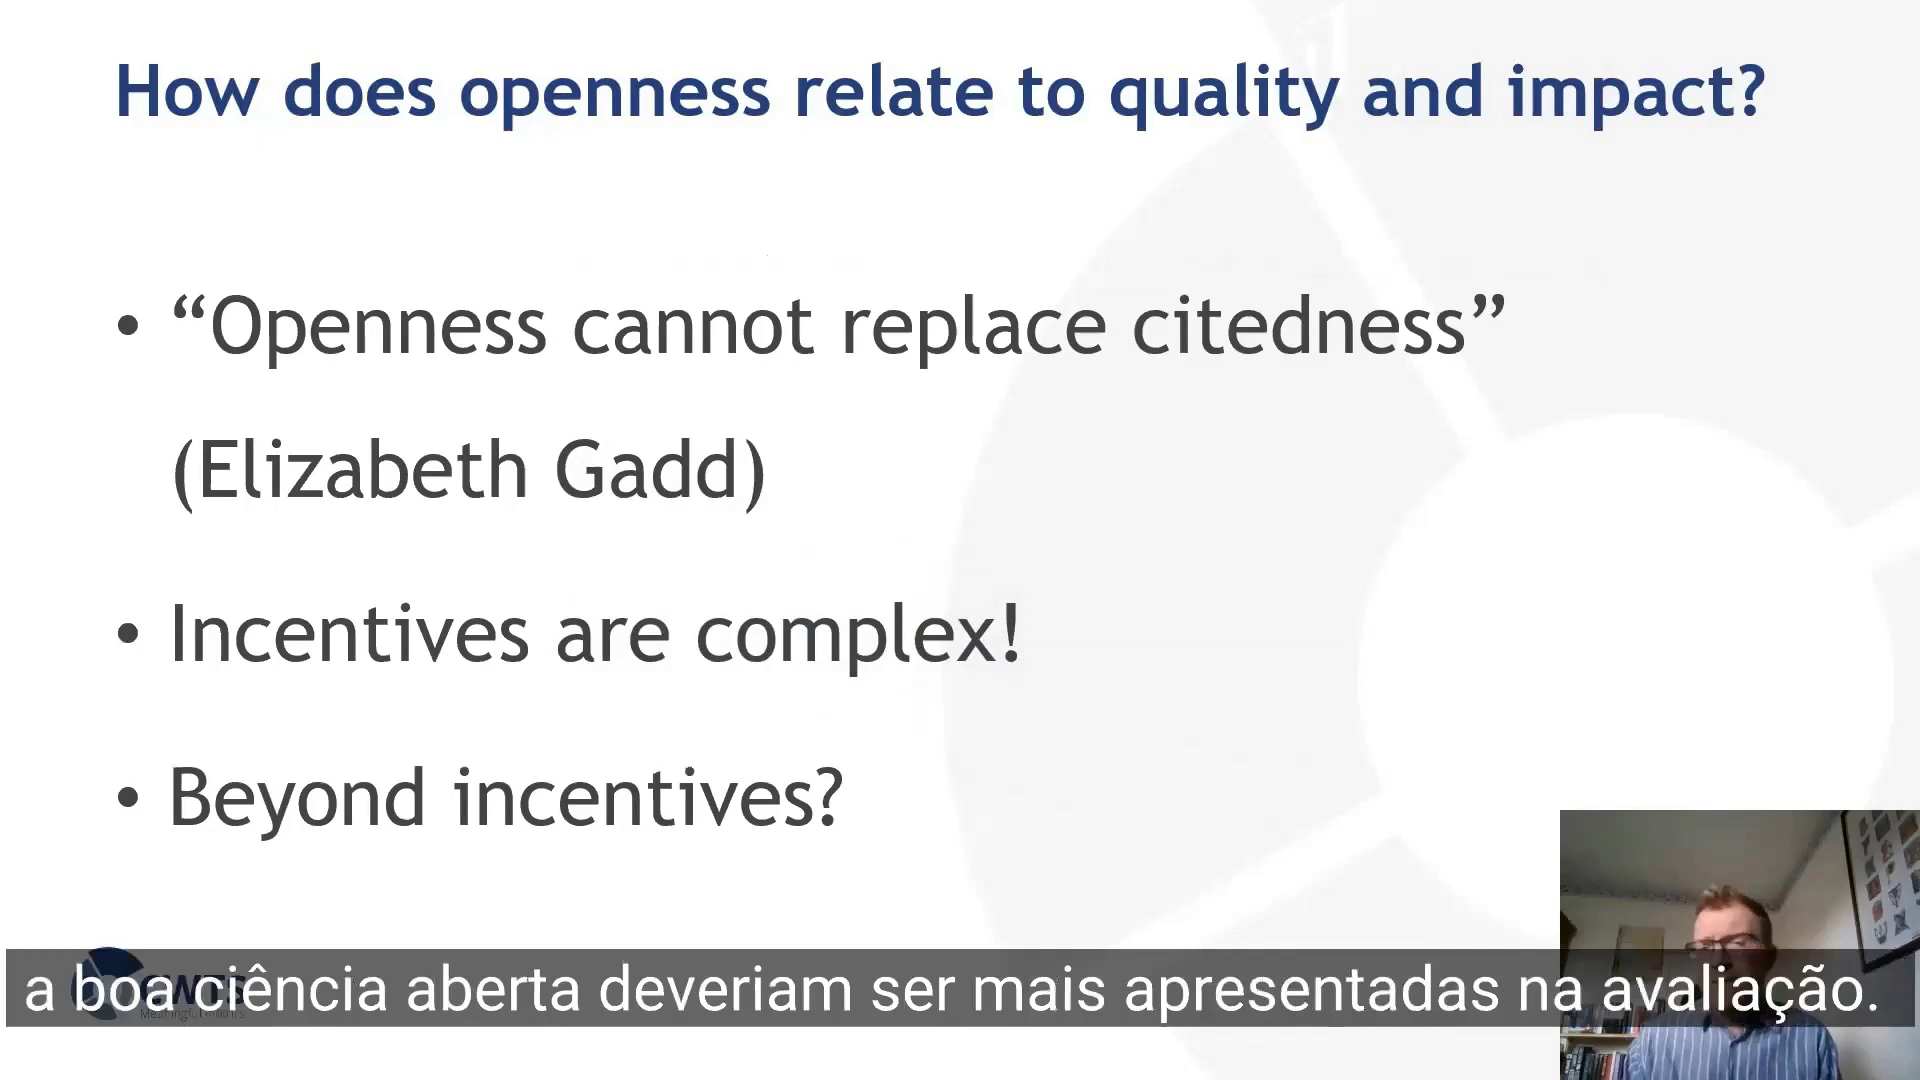 How does openness relate to quality and impact?
• “Openness cannot replace citedness”
(Elizabeth Gadd)
• Incentives are complex!
• Beyond incentives?
a boa ciência aberta deveriam ser mais apresentadas na avaliação.